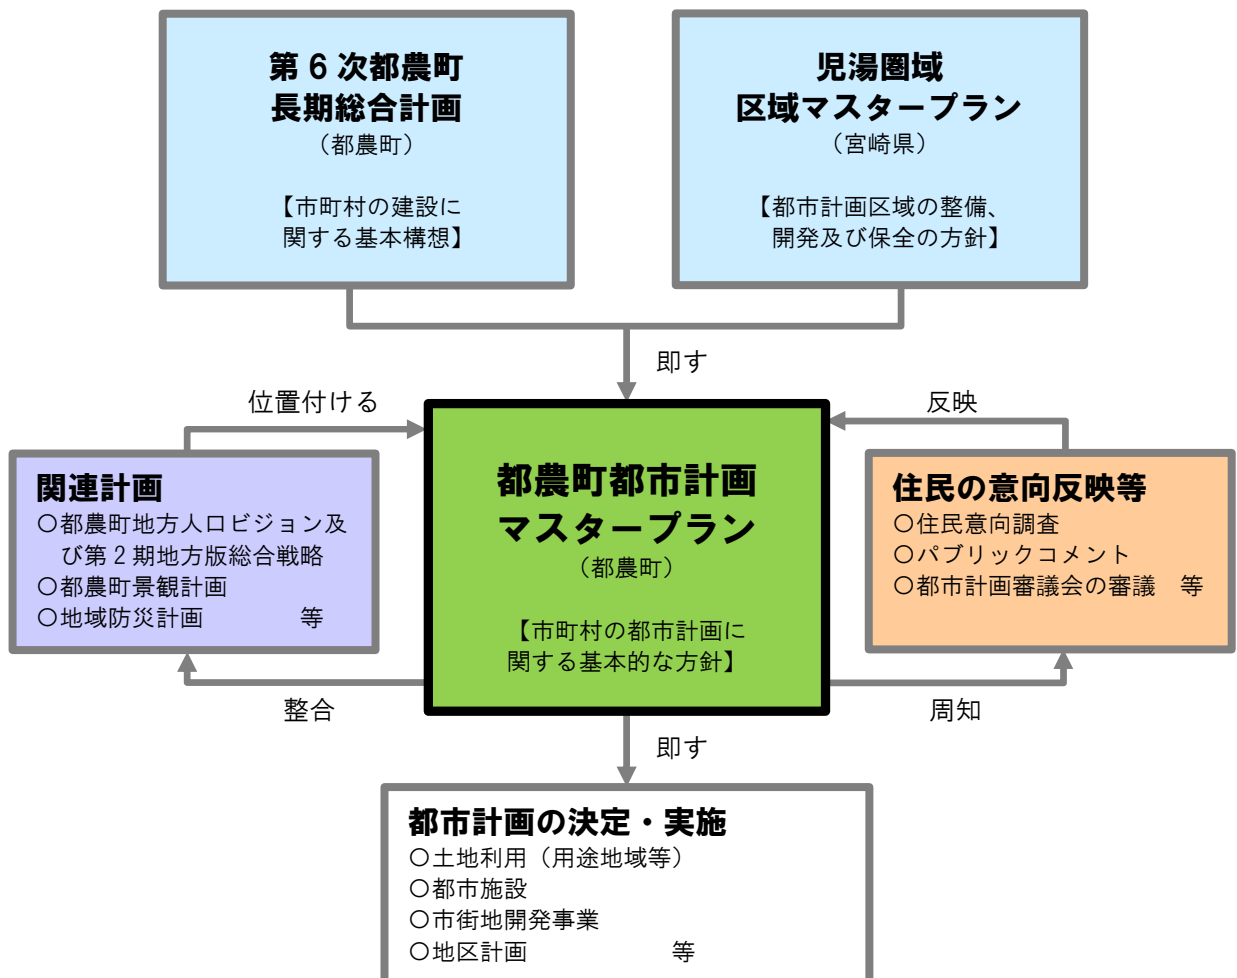 第6次都農町
長期総合計画
(都農町)
【市町村の建設に
関する基本構想】
児湯圏域
区域マスタープラン
(宮崎県)
【都市計画区域の整備、
開発及び保全の方針】
即す
位置付ける
反映
関連計画
○都農町地方人口ビジョン及
び第2期地方版総合戦略
○都農町景観計画
○地域防災計画 等
都農町都市計画
マスタープラン
(都農町)
【市町村の都市計画に
関する基本的な方針】
住民の意向反映等
○住民意向調査
○パブリックコメント
○都市計画審議会の審議 等
整合
周知
即す
都市計画の決定・実施
○土地利用(用途地域等)
○都市施設
○市街地開発事業
○地区計画 等